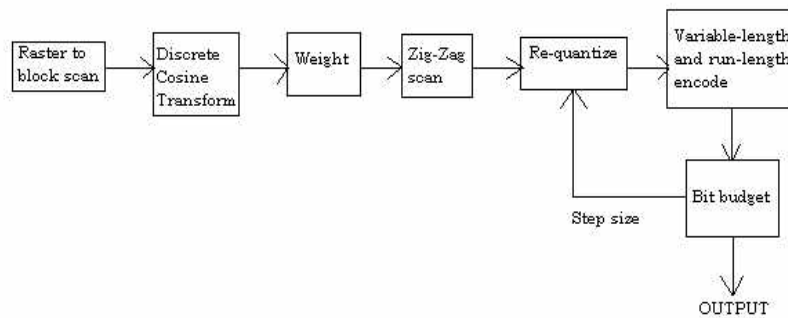 Raster to
block scan
Discrete
Cosine
Transform
Weight
Zig-Zag
scan
Re-quantize
Variable-length
and run-length
encode
Bit budget
Step size
OUTPUT